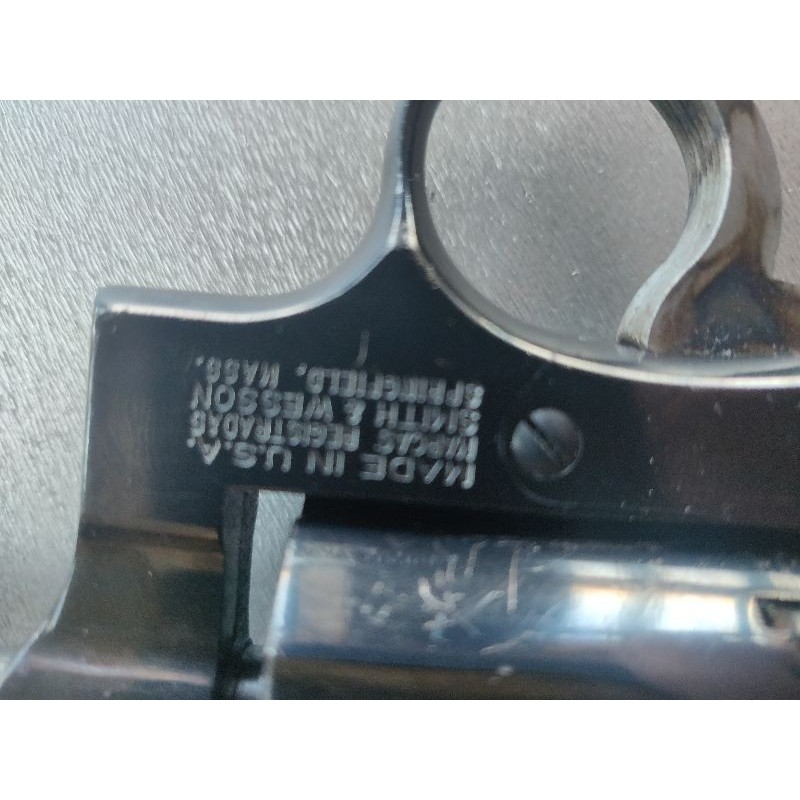 MADE IN U.S.A.
MARCAS REGISTRADAS
SMITH & WESSON
SPRINGFIELD, MASS.